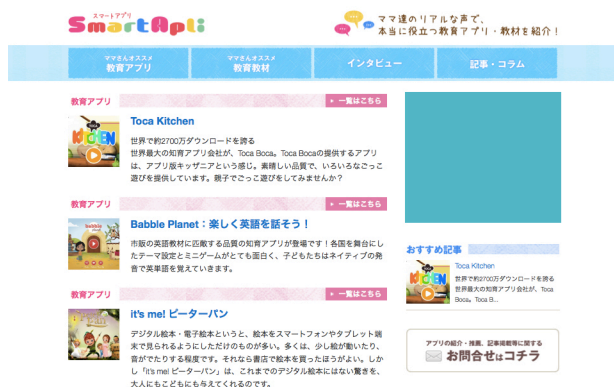 スマートアプリ
SmartApli
ママ達のリアルな声で、
本当に役立つ教育アプリ・教材を紹介！
ママさんオススメ
教育アプリ
ママさんオススメ
教育教材
インタビュー
記事・コラム
教育アプリ
一覧はこちら
KITCHEN
Toca Kitchen
世界で約2700万ダウンロードを誇る
世界最大の知育アプリ会社が、Toca Boca。Toca Bocaの提供するアプリ
は、アプリ版キッザニアという感じ。素晴しい品質で、いろいろなごっこ
遊びを提供しています。親子でごっこ遊びをしてみませんか？
教育アプリ
一覧はこちら
babble
Babble Planet：楽しく英語を話そう！
市販の英語教材に匹敵する品質の知育アプリが登場です！各国を舞台にし
たテーマ設定とミニゲームがとても面白く、子どもたちはネイティブの発
音で英単語を覚えていきます。
教育アプリ
一覧はこちら
it's me! ピーターパン
デジタル絵本・電子絵本というと、絵本をスマートフォンやタブレット端
末で見られるようにしただけのものが多い。多くは、少し絵が動いたり、
音がでたりする程度です。それなら書店で絵本を買ったほうがよい。しか
し「it's me! ピーターパン」は、これまでのデジタル絵本にはない驚きを、
大人にもこどもにも与えてくれるのです。
おすすめ記事
KITCHEN
Toca Kitchen
世界で約2700万ダウンロードを誇る
世界最大の知育アプリ会社が、Toca
Boca。Toca B...
アプリの紹介・推薦、記事掲載等に関する
お問合せはコチラ